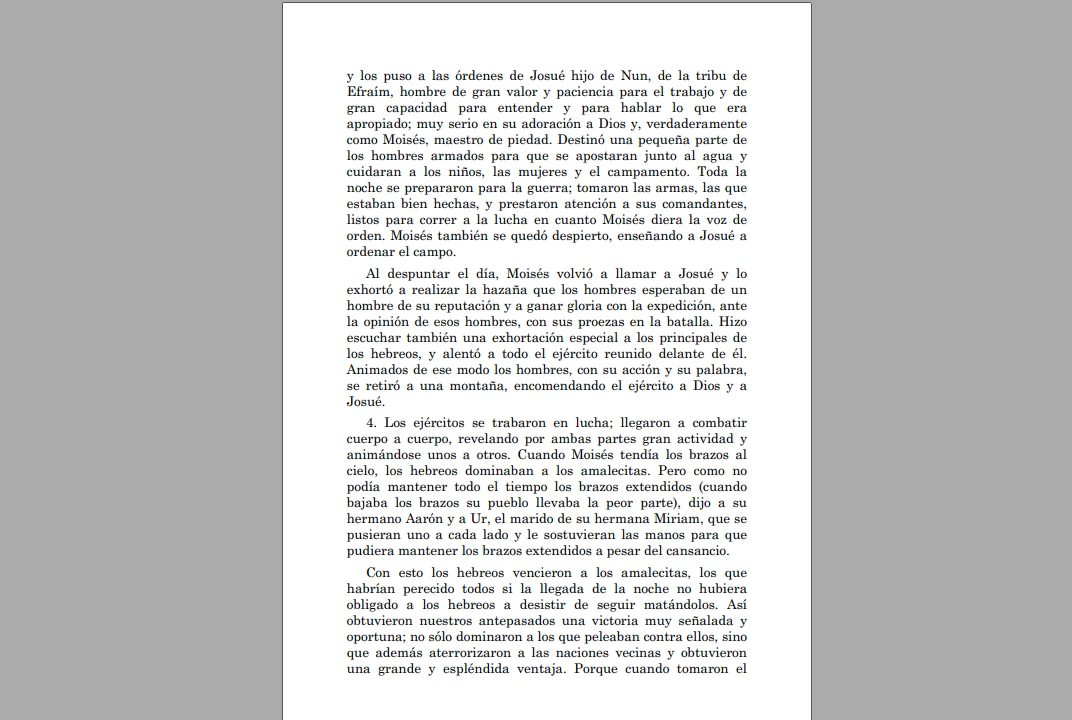 y los puso a las órdenes de Josué hijo de Nun, de la tribu de
Efraím, hombre de gran valor y paciencia para el trabajo y de
gran capacidad para entender y para hablar lo que era
apropiado; muy serio en su adoración a Dios y, verdaderamente
como Moisés, maestro de piedad. Destinó una pequeña parte de
los hombres armados para que se apostaran junto al agua y
cuidaran a los niños, las mujeres y el campamento. Toda la
noche se prepararon para la guerra; tomaron las armas, las que
estaban bien hechas, y prestaron atención a sus comandantes,
listos para correr a la lucha en cuanto Moisés diera la voz de
orden. Moisés también se quedó despierto, enseñando a Josué a
ordenar el campo.
Al despuntar el día, Moisés volvió a llamar a Josué y lo
exhortó a realizar la hazaña que los hombres esperaban de un
hombre de su reputación y a ganar gloria con la expedición, ante
la opinión de esos hombres, con sus proezas en la batalla. Hizo
escuchar también una exhortación especial a los principales de
los hebreos, y alentó a todo el ejército reunido delante de él.
Animados de ese modo los hombres, con su acción y su palabra,
se retiró a una montaña, encomendando el ejército a Dios y a
Josué.
4. Los ejércitos se trabaron en lucha; llegaron a combatir
cuerpo a cuerpo, revelando por ambas partes gran actividad y
animándose unos a otros. Cuando Moisés tendía los brazos al
cielo, los hebreos dominaban a los amalecitas. Pero como no
podía mantener todo el tiempo los brazos extendidos (cuando
bajaba los brazos su pueblo llevaba la peor parte), dijo a su
hermano Aarón y a Ur, el marido de su hermana Miriam, que se
pusieran uno a cada lado y le sostuvieran las manos para que
pudiera mantener los brazos extendidos a pesar del cansancio.
Con esto los hebreos vencieron a los amalecitas, los que
habrían perecido todos si la llegada de la noche no hubiera
obligado a los hebreos a desistir de seguir matándolos. Así
obtuvieron nuestros antepasados una victoria muy señalada y
oportuna; no sólo dominaron a los que peleaban contra ellos, sino
que además aterrorizaron a las naciones vecinas y obtuvieron
una grande y espléndida ventaja. Porque cuando tomaron el